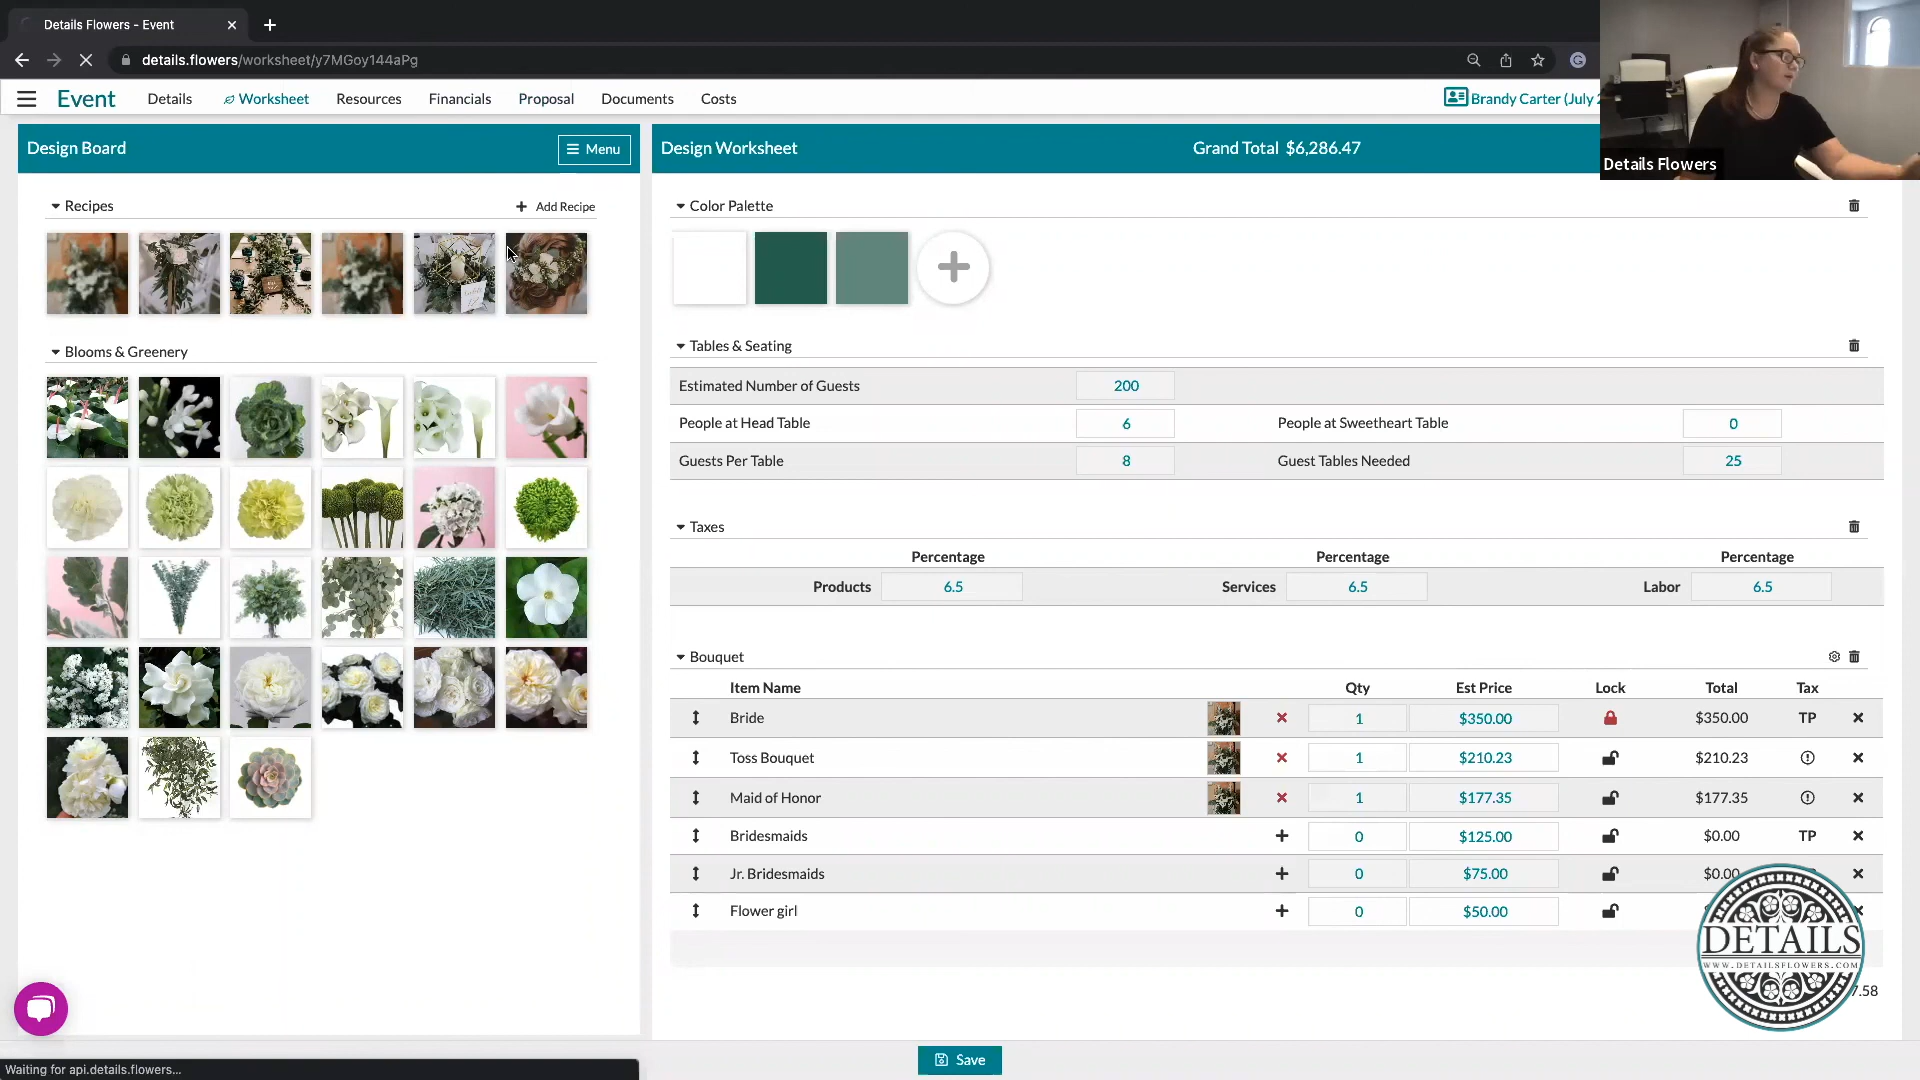 Details Flowers - Event
details.flowers/worksheet/y7MGoy144aPg
Event Details Worksheet Resources Financials Proposal Documents Costs Brandy Carter (July 2
Details Flowers
Design Board Menu
Design Worksheet Grand Total $6,286.47
Recipes Add Recipe
Blooms & Greenery
Color Palette
Tables & Seating
Estimated Number of Guests 200
People at Head Table 6 People at Sweetheart Table 0
Guests Per Table 8 Guest Tables Needed 25
Taxes
Percentage Percentage Percentage
Products 6.5 Services 6.5 Labor 6.5
Bouquet
Item Name Qty Est Price Lock Total Tax
Bride 1 $350.00 $350.00 TP
Toss Bouquet 1 $210.23 $210.23
Maid of Honor 1 $177.35 $177.35
Bridesmaids 0 $125.00 $0.00 TP
Jr. Bridesmaids 0 $75.00 $0.00
Flower girl 0 $50.00
7.58
DETAILS
WWW.DETAILSFLOWERS.COM
Save
Waiting for api.details.flowers...